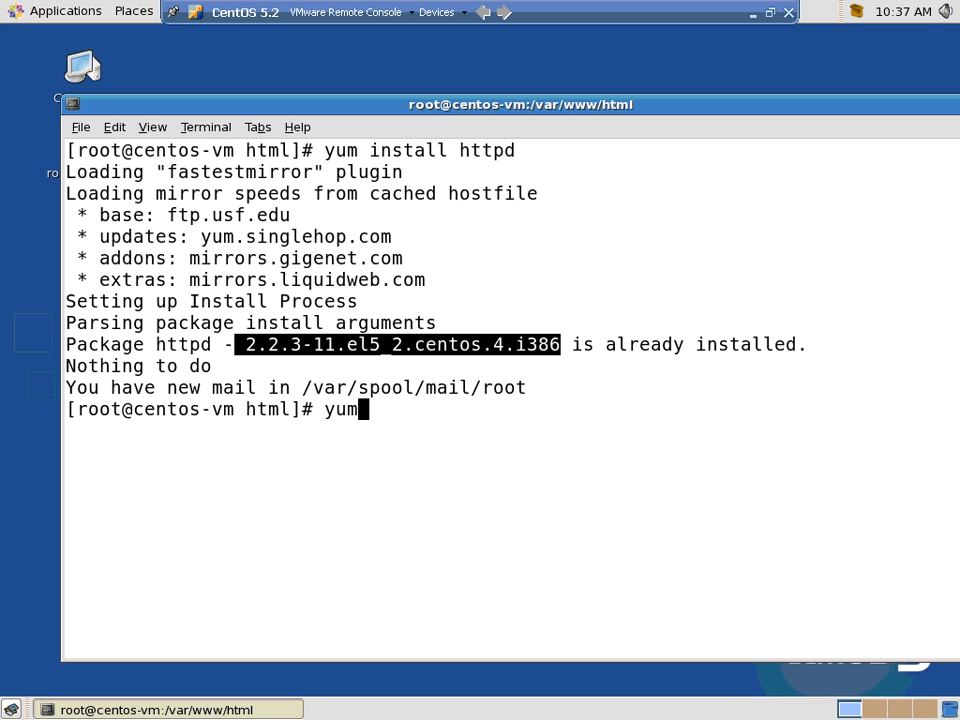 Applications Places CentOS 5.2 VMware Remote Console Devices 10:37 AM
root@centos-vm:/var/www/html
File Edit View Terminal Tabs Help
[root@centos-vm html]# yum install httpd
Loading "fastestmirror" plugin
Loading mirror speeds from cached hostfile
* base: ftp.usf.edu
* updates: yum.singlehop.com
* addons: mirrors.gigenet.com
* extras: mirrors.liquidweb.com
Setting up Install Process
Parsing package install arguments
Package httpd - 2.2.3-11.el5_2.centos.4.i386 is already installed.
Nothing to do
You have new mail in /var/spool/mail/root
[root@centos-vm html]# yum
root@centos-vm:/var/www/html